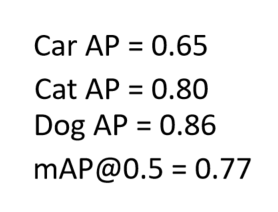 Car AP = 0.65
Cat AP = 0.80
Dog AP = 0.86
mAP@0.5 = 0.77